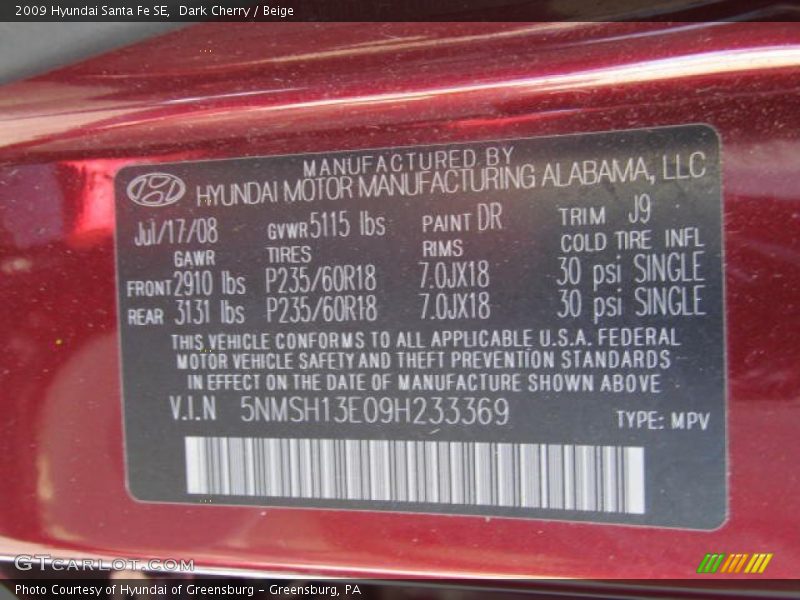 2009 Hyundai Santa Fe SE, Dark Cherry / Beige
MANUFACTURED BY
HYUNDAI MOTOR MANUFACTURING ALABAMA, LLC
Jul/17/08 GVWR 5115 lbs PAINT DR TRIM J9
GAWR TIRES RIMS COLD TIRE INFL
FRONT 2910 lbs P235/60R18 7.0JX18 30 psi SINGLE
REAR 3131 lbs P235/60R18 7.0JX18 30 psi SINGLE
THIS VEHICLE CONFORMS TO ALL APPLICABLE U.S.A. FEDERAL
MOTOR VEHICLE SAFETY AND THEFT PREVENTION STANDARDS
IN EFFECT ON THE DATE OF MANUFACTURE SHOWN ABOVE
V.I.N 5NMSH13E09H233369 TYPE: MPV
GTCARLOT.COM
Photo Courtesy of Hyundai of Greensburg - Greensburg, PA